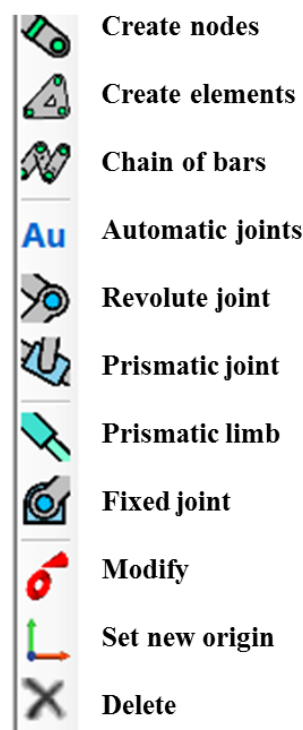 Create nodes
Create elements
Chain of bars
Au Automatic joints
Revolute joint
Prismatic joint
Prismatic limb
Fixed joint
Modify
Set new origin
Delete